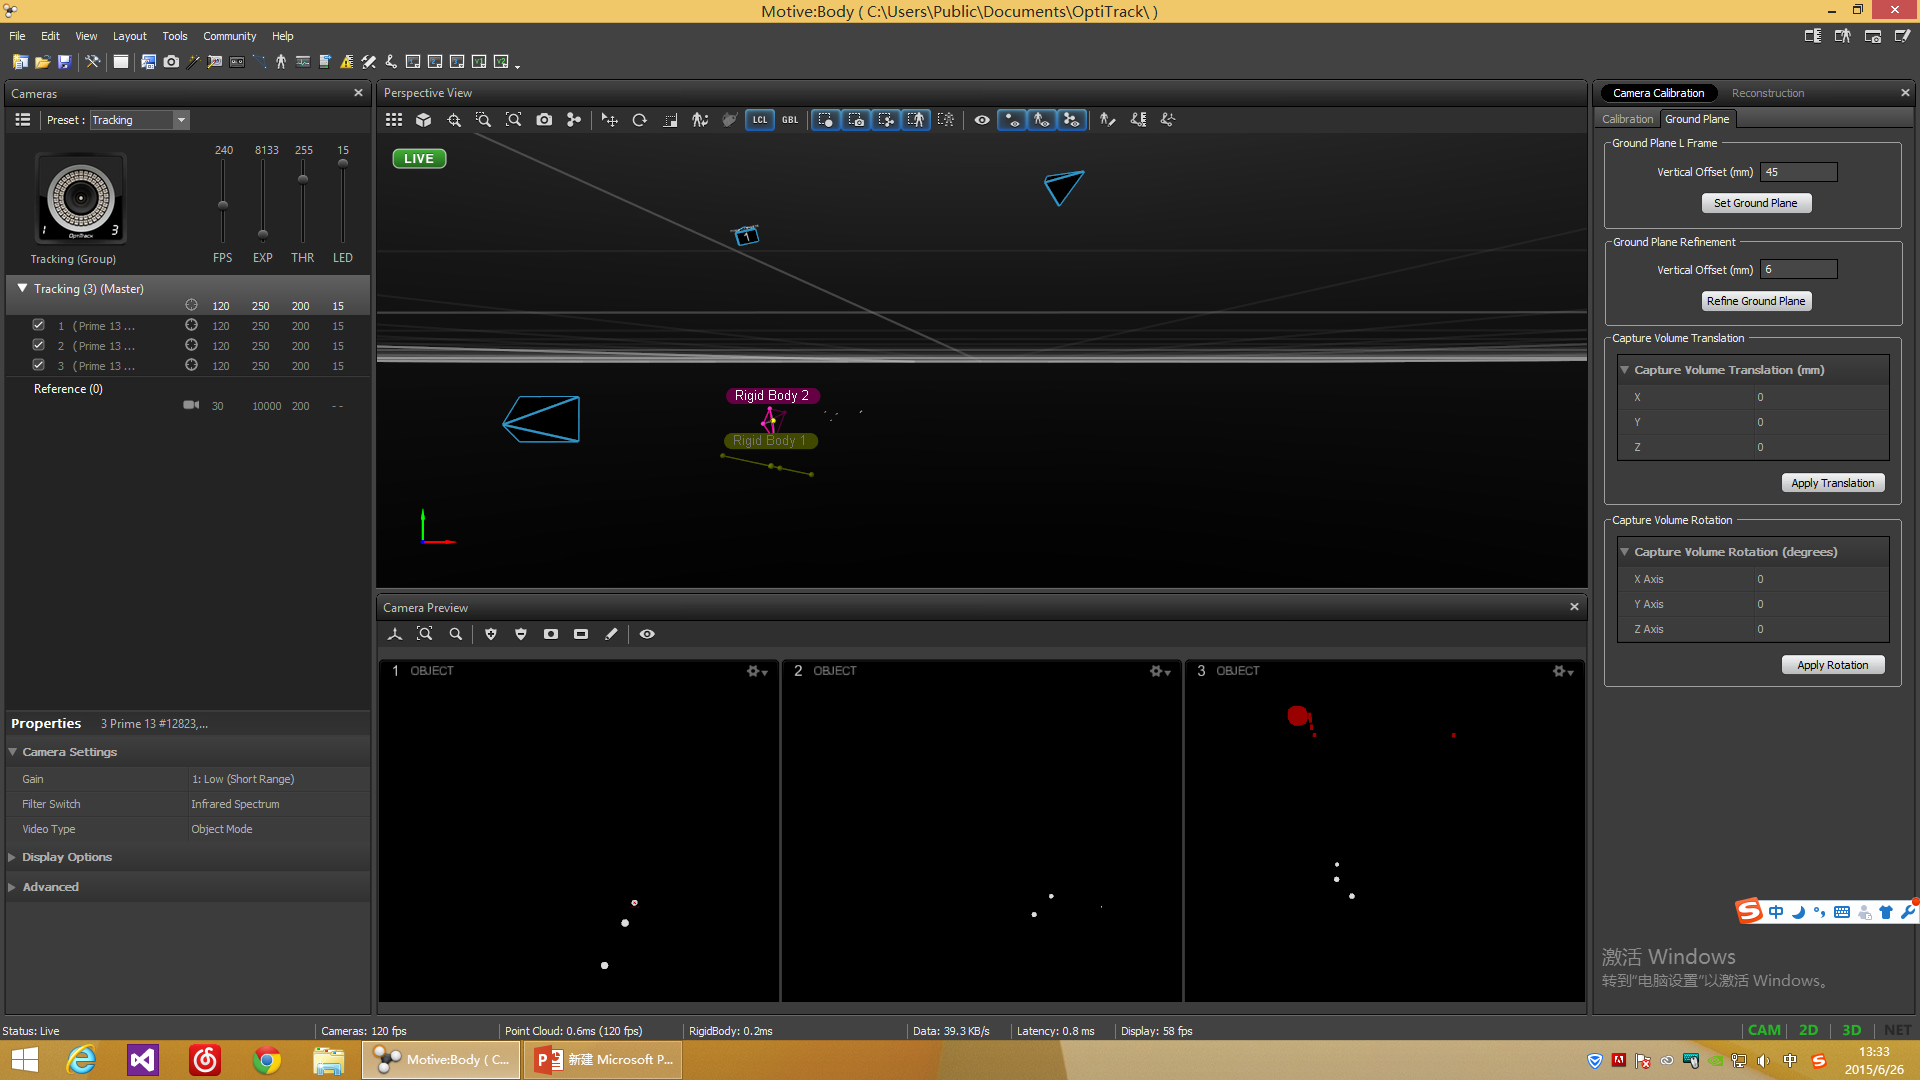 Motive:Body ( C:\Users\Public\Documents\OptiTrack\ )
File Edit View Layout Tools Community Help
Cameras
Preset : Tracking
240 8133 255 15
1 OptiTrack 3
Tracking (Group) FPS EXP THR LED
Tracking (3) (Master)
120 250 200 15
1 (Prime 13 ... 120 250 200 15
2 (Prime 13 ... 120 250 200 15
3 (Prime 13 ... 120 250 200 15
Reference (0)
30 10000 200 - -
Properties 3 Prime 13 #12823,...
Camera Settings
Gain 1: Low (Short Range)
Filter Switch Infrared Spectrum
Video Type Object Mode
Display Options
Advanced
Perspective View
LCL GBL
LIVE
1
Rigid Body 2
Rigid Body 1
Camera Preview
1 OBJECT
2 OBJECT
3 OBJECT
Camera Calibration Reconstruction
Calibration Ground Plane
Ground Plane L Frame
Vertical Offset (mm) 45
Set Ground Plane
Ground Plane Refinement
Vertical Offset (mm) 6
Refine Ground Plane
Capture Volume Translation
Capture Volume Translation (mm)
X 0
Y 0
Z 0
Apply Translation
Capture Volume Rotation
Capture Volume Rotation (degrees)
X Axis 0
Y Axis 0
Z Axis 0
Apply Rotation
中
激活 Windows
转到“电脑设置”以激活 Windows。
Status: Live Cameras: 120 fps Point Cloud: 0.6ms (120 fps) RigidBody: 0.2ms Data: 39.3 KB/s Latency: 0.8 ms Display: 58 fps CAM 2D 3D NET
Motive:Body ( C... 新建 Microsoft P... 中 13:33
2015/6/26